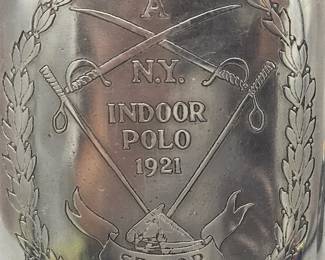 A
N.Y.
INDOOR
POLO
1921